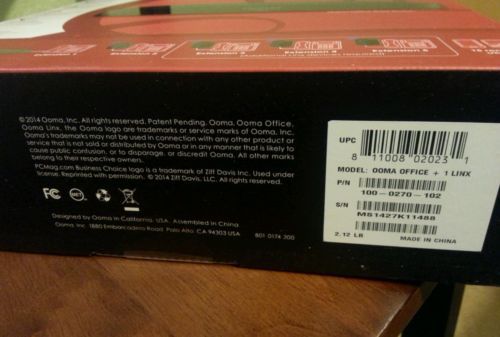 Extension 5
©2014 Ooma, Inc. All rights reserved. Patent Pending. Ooma, Ooma Office,
Ooma Linx, the Ooma logo are trademarks or service marks of Ooma, Inc.
Ooma's trademarks may not be used in connection with any product or
service that is not sold or distributed by Ooma or in any manner that is likely to
cause public confusion, or to disparage, or discredit Ooma. All other marks
belong to their respective owners.
PCMag.com Business Choice logo is a trademark of Ziff Davis Inc. Used under
license. Reprinted with permission. © 2014 Ziff Davis, LLC. All rights reserved.
FC
Designed by Ooma in California. Assembled in China
Ooma, Inc. 1880 Embarcadero Road, Palo Alto, CA 94303 USA
801 0174 200
UPC
8 11008 02023 1
MODEL: OOMA OFFICE + 1 LINX
P/N
100-0270-102
S/N
MS1427K11488
2.12 LB
MADE IN CHINA